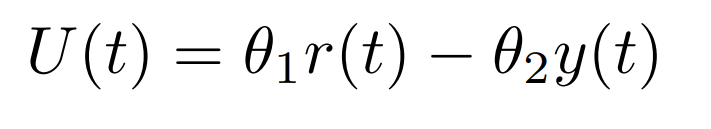 U(t) = θ₁r(t) − θ₂y(t)